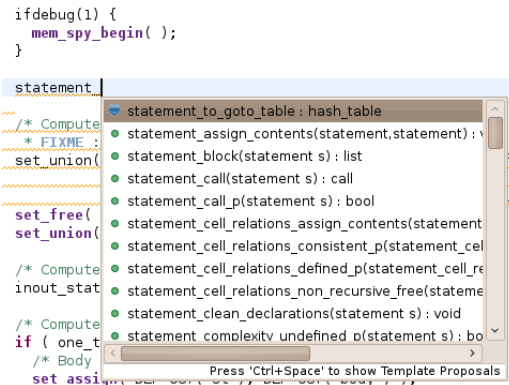 ifdebug(1) {
mem_spy_begin( );
}
statement_
statement_to_goto_table : hash_table
statement_assign_contents(statement,statement) : v
statement_block(statement s) : list
statement_call(statement s) : call
statement_call_p(statement s) : bool
statement_cell_relations_assign_contents(statement
statement_cell_relations_consistent_p(statement_cel
statement_cell_relations_defined_p(statement_cell_re
statement_cell_relations_non_recursive_free(stateme
statement_clean_declarations(statement s) : void
statement_complexity_undefined_p(statement s) : bo
Press 'Ctrl+Space' to show Template Proposals
/* Compute
* FIXME :
set_union(
set_free(
set_union(
/* Compute
inout_stat
/* Compute
if ( one_t
/* Body
set_assign(